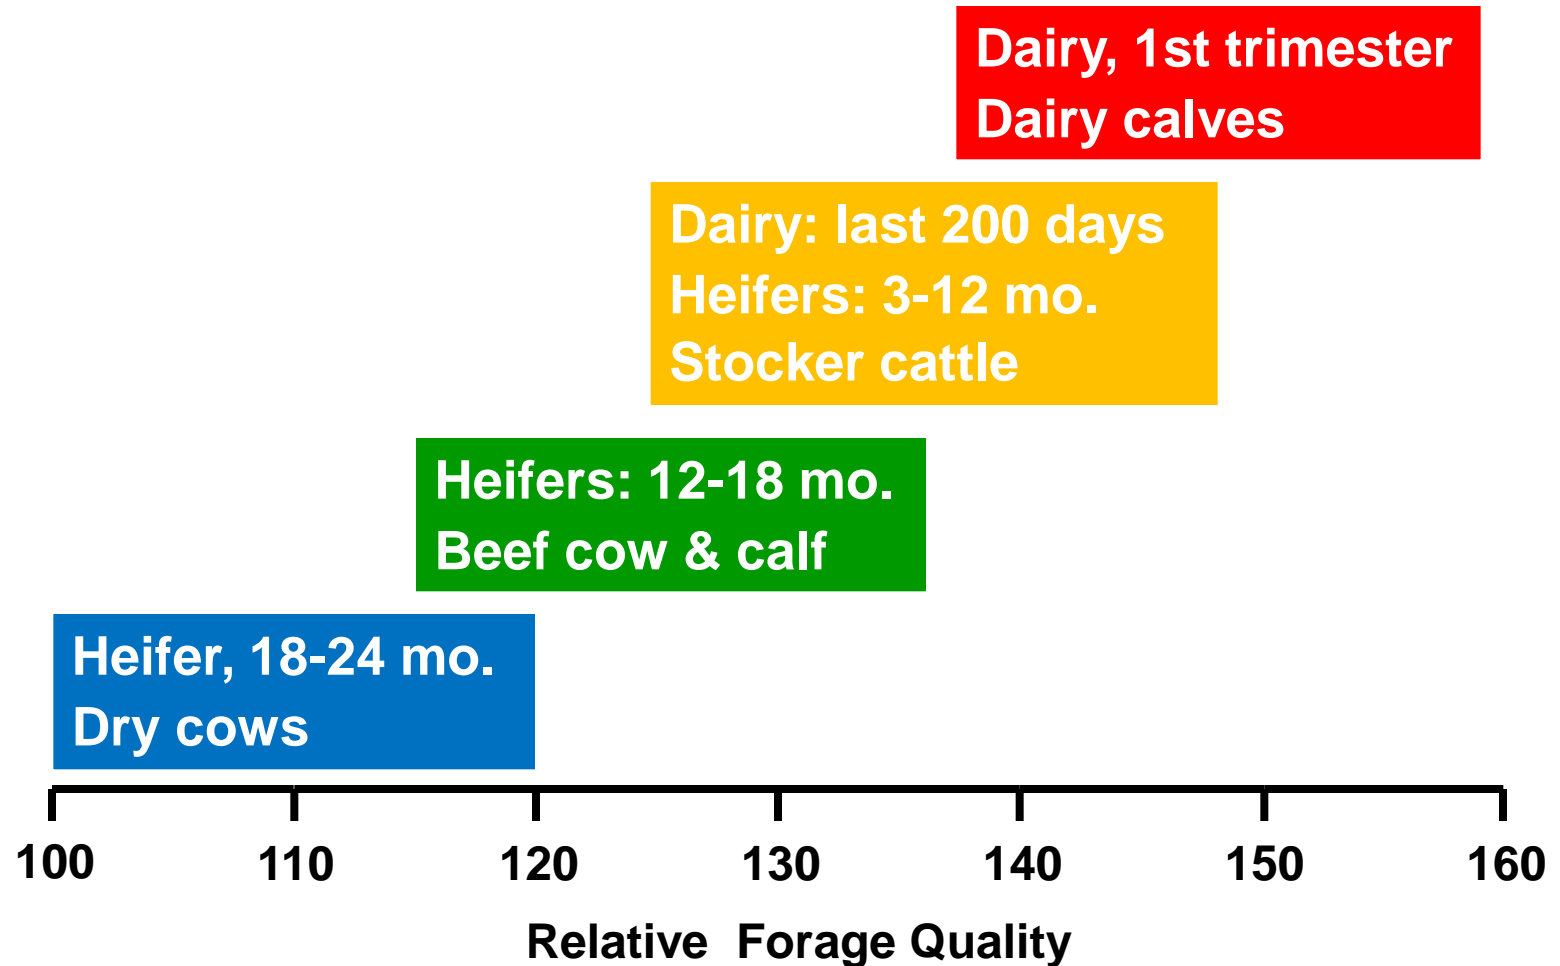 Dairy, 1st trimester
Dairy calves
Dairy: last 200 days
Heifers: 3-12 mo.
Stocker cattle
Heifers: 12-18 mo.
Beef cow & calf
Heifer, 18-24 mo.
Dry cows
100 110 120 130 140 150 160
Relative  Forage Quality